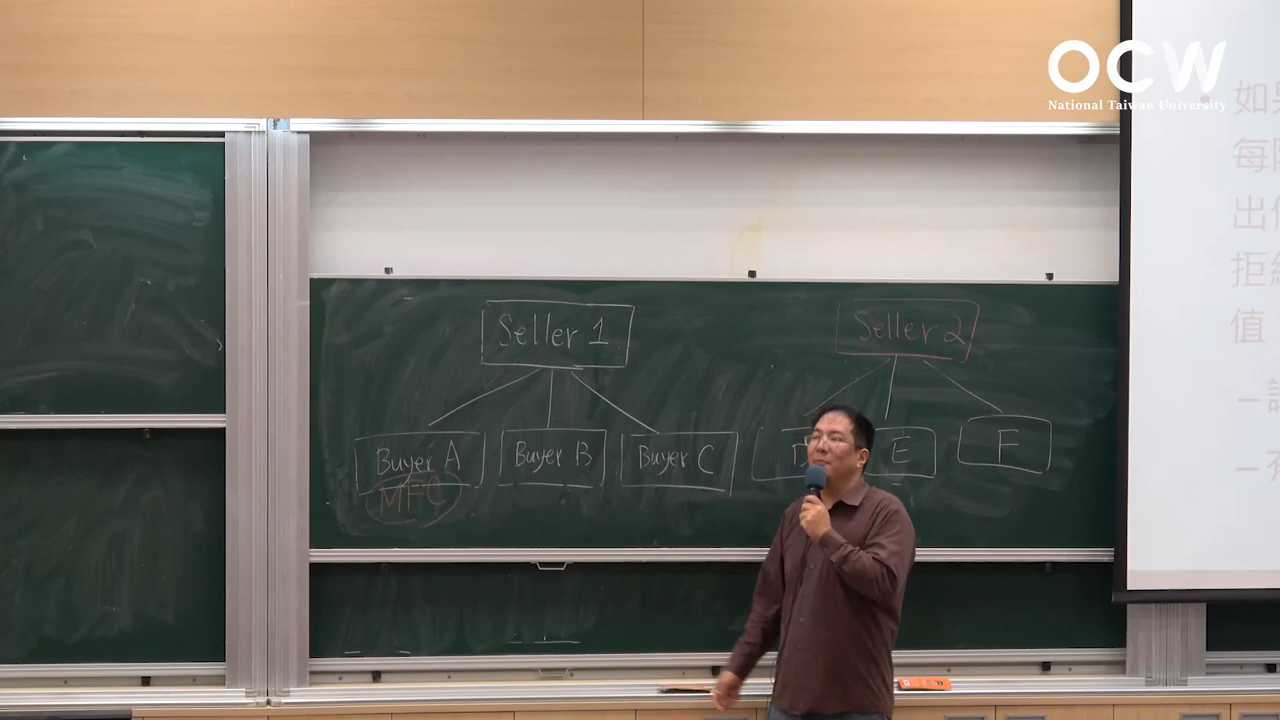 OCW
National Taiwan University
Seller 1
Seller 2
Buyer A
Buyer B
Buyer C
D
E
F
MFC
如
每
出
拒
值